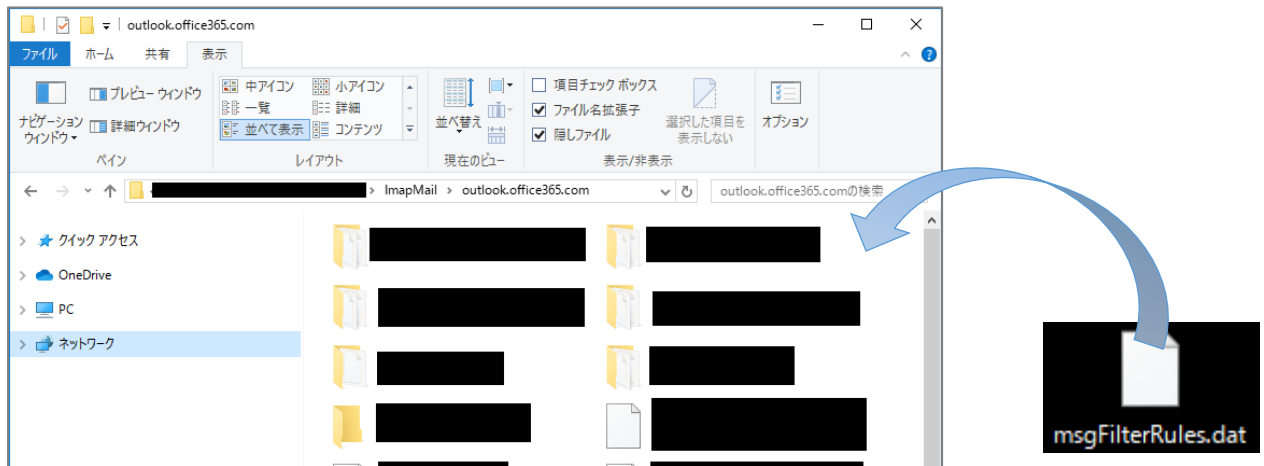 outlook.office365.com
ファイル ホーム 共有 表示
ナビゲーション
ウィンドウ
プレビュー ウィンドウ
詳細ウィンドウ
ペイン
中アイコン 小アイコン
一覧 詳細
並べて表示 コンテンツ
レイアウト
並べ替え
現在のビュー
項目チェック ボックス
ファイル名拡張子
隠しファイル
選択した項目を
表示しない
表示/非表示
オプション
ImapMail outlook.office365.com
outlook.office365.comの検索
クイック アクセス
OneDrive
PC
ネットワーク
msgFilterRules.dat